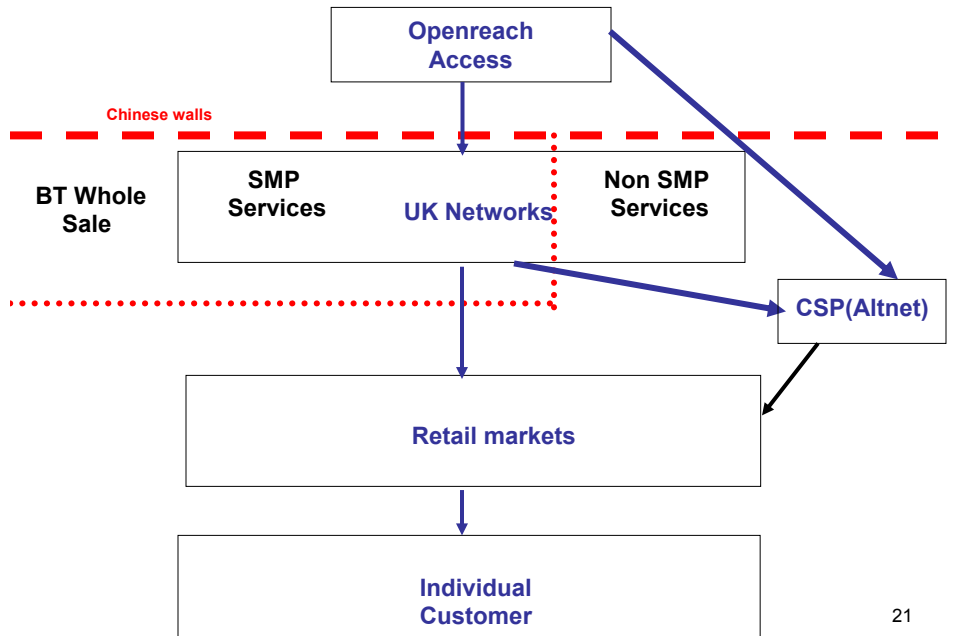 Openreach
Access
Chinese walls
BT Whole
Sale
SMP
Services
UK Networks
Non SMP
Services
CSP(Altnet)
Retail markets
Individual
Customer
21